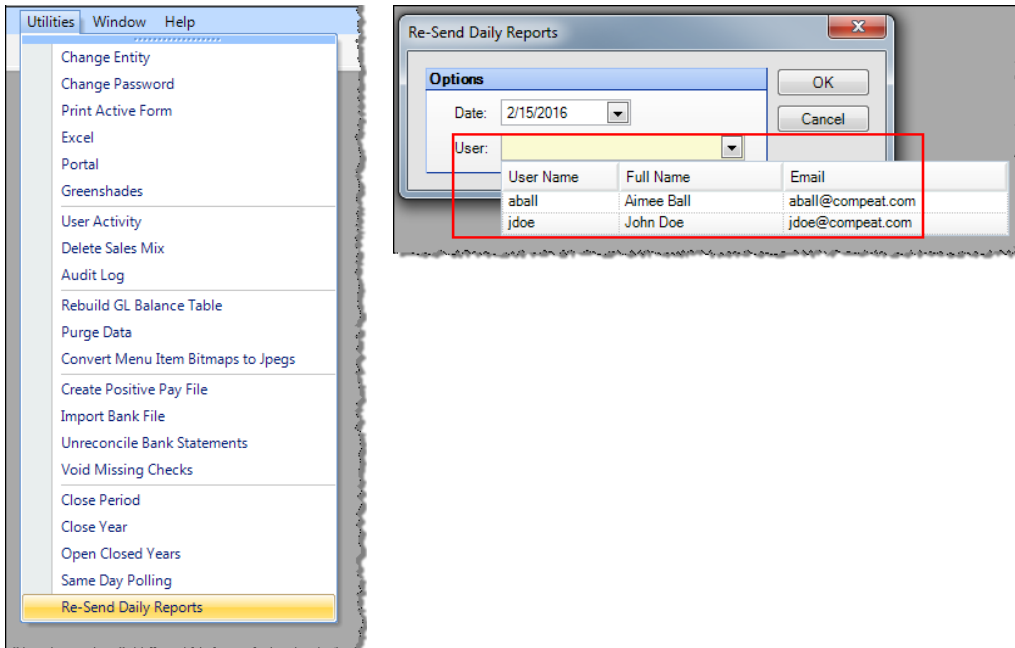 Utilities Window Help
Change Entity
Change Password
Print Active Form
Excel
Portal
Greenshades
User Activity
Delete Sales Mix
Audit Log
Rebuild GL Balance Table
Purge Data
Convert Menu Item Bitmaps to Jpegs
Create Positive Pay File
Import Bank File
Unreconcile Bank Statements
Void Missing Checks
Close Period
Close Year
Open Closed Years
Same Day Polling
Re-Send Daily Reports
Re-Send Daily Reports
Options
OK
Date: 2/15/2016
Cancel
User:
User Name Full Name Email
aball Aimee Ball aball@compeat.com
jdoe John Doe jdoe@compeat.com